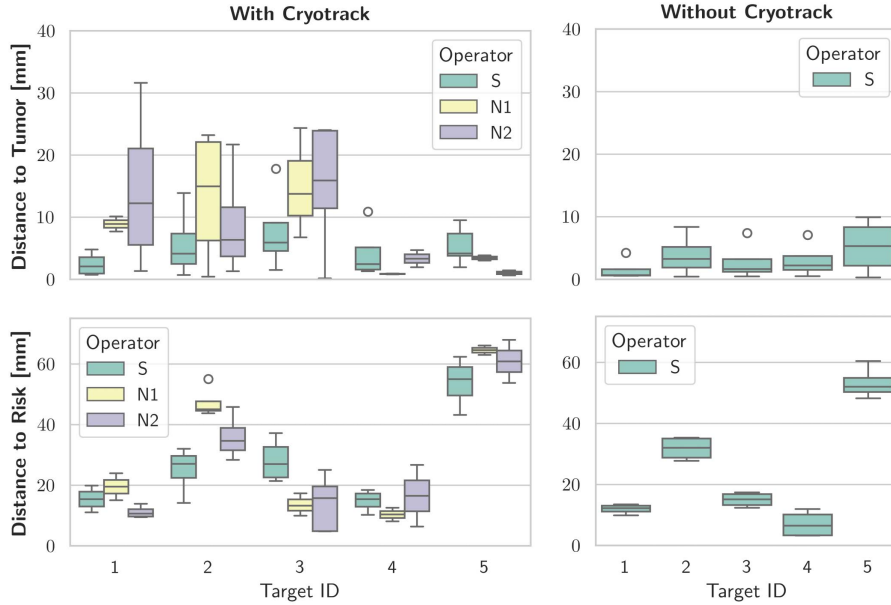 With Cryotrack
Without Cryotrack
Distance to Tumor [mm]
40
30
20
10
0
Operator
S
N1
N2
40
30
20
10
0
Operator
S
Distance to Risk [mm]
60
40
20
0
Operator
S
N1
N2
1 2 3 4 5
Target ID
60
40
20
0
Operator
S
1 2 3 4 5
Target ID